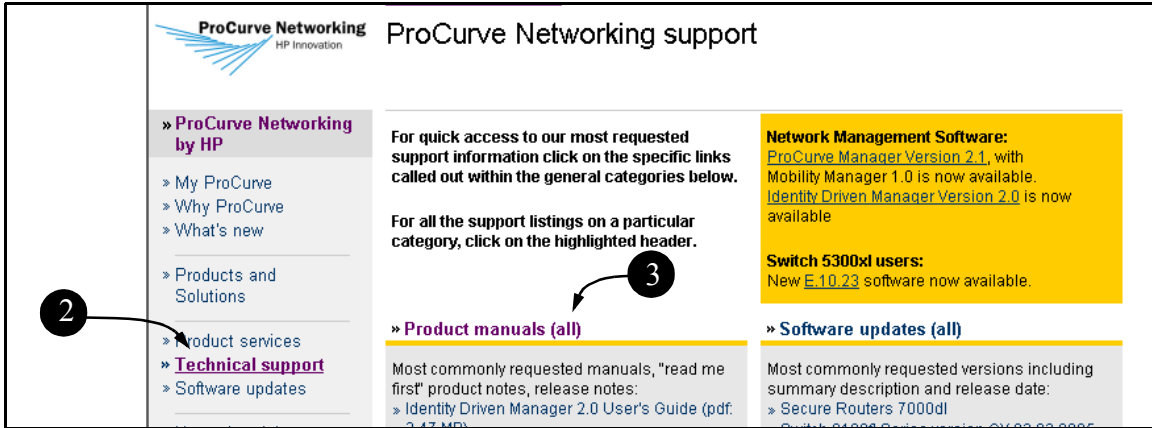 ProCurve Networking
HP Innovation
ProCurve Networking support
» ProCurve Networking
by HP
» My ProCurve
» Why ProCurve
» What's new
» Products and
Solutions
2
» Product services
» Technical support
» Software updates
For quick access to our most requested
support information click on the specific links
called out within the general categories below.
For all the support listings on a particular
category, click on the highlighted header.
3
» Product manuals (all)
Most commonly requested manuals, "read me
first" product notes, release notes:
» Identity Driven Manager 2.0 User's Guide (pdf:
Network Management Software:
ProCurve Manager Version 2.1, with
Mobility Manager 1.0 is now available.
Identity Driven Manager Version 2.0 is now
available
Switch 5300xl users:
New E.10.23 software now available.
» Software updates (all)
Most commonly requested versions including
summary description and release date:
» Secure Routers 7000dl